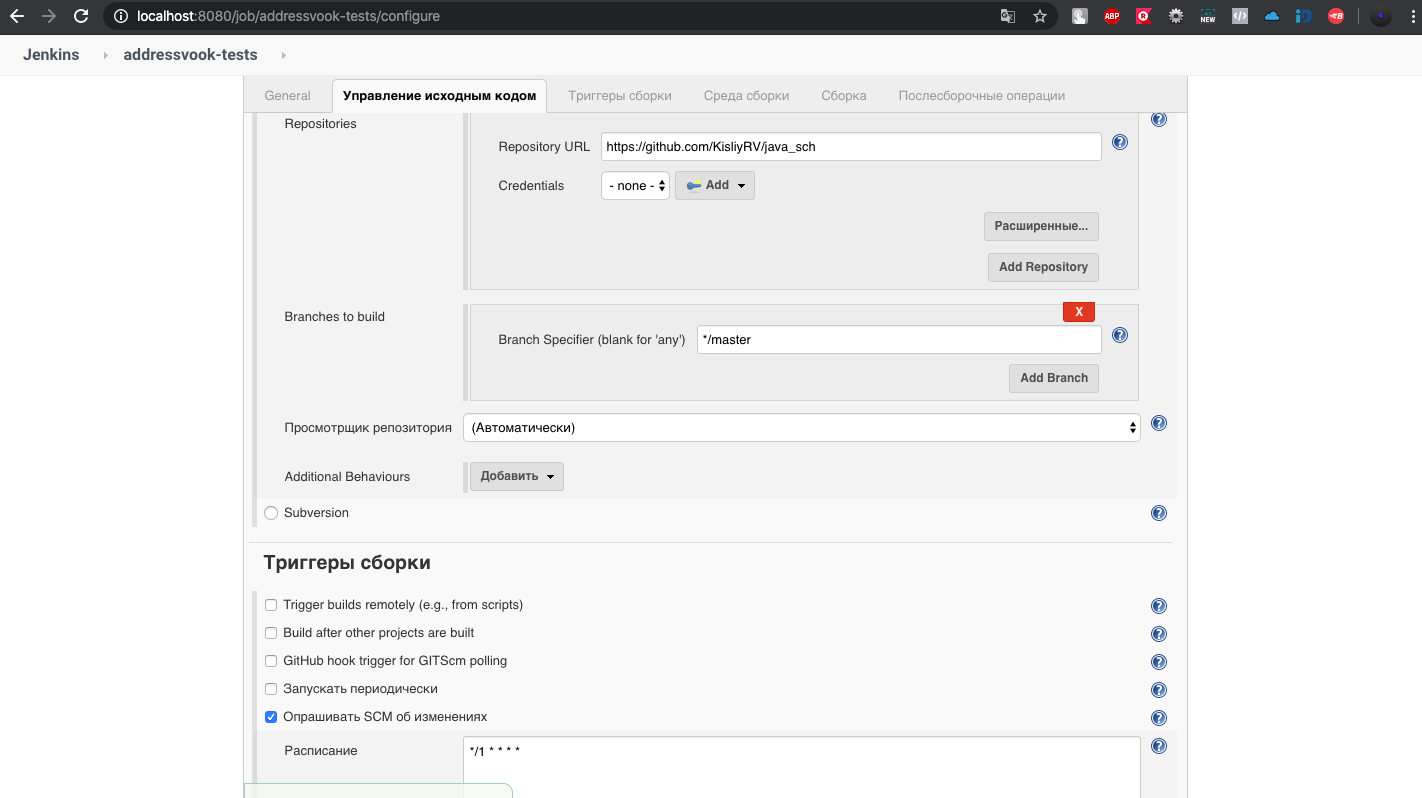 localhost:8080/job/addressvook-tests/configure
ABP
NEW
Jenkins addressvook-tests
General Управление исходным кодом Триггеры сборки Среда сборки Сборка Послесборочные операции
Repositories
Repository URL https://github.com/KisliyRV/java_sch
Credentials - none - Add
Расширенные...
Add Repository
Branches to build
X
Branch Specifier (blank for 'any') */master
Add Branch
Просмотрщик репозитория (Автоматически)
Additional Behaviours Добавить
Subversion
Триггеры сборки
Trigger builds remotely (e.g., from scripts)
Build after other projects are built
GitHub hook trigger for GITScm polling
Запускать периодически
Опрашивать SCM об изменениях
Расписание */1 * * * *